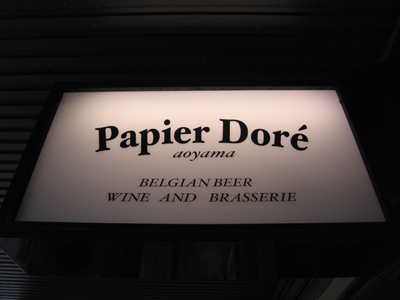 Papier Doré
aoyama
BELGIAN BEER
WINE AND BRASSERIE